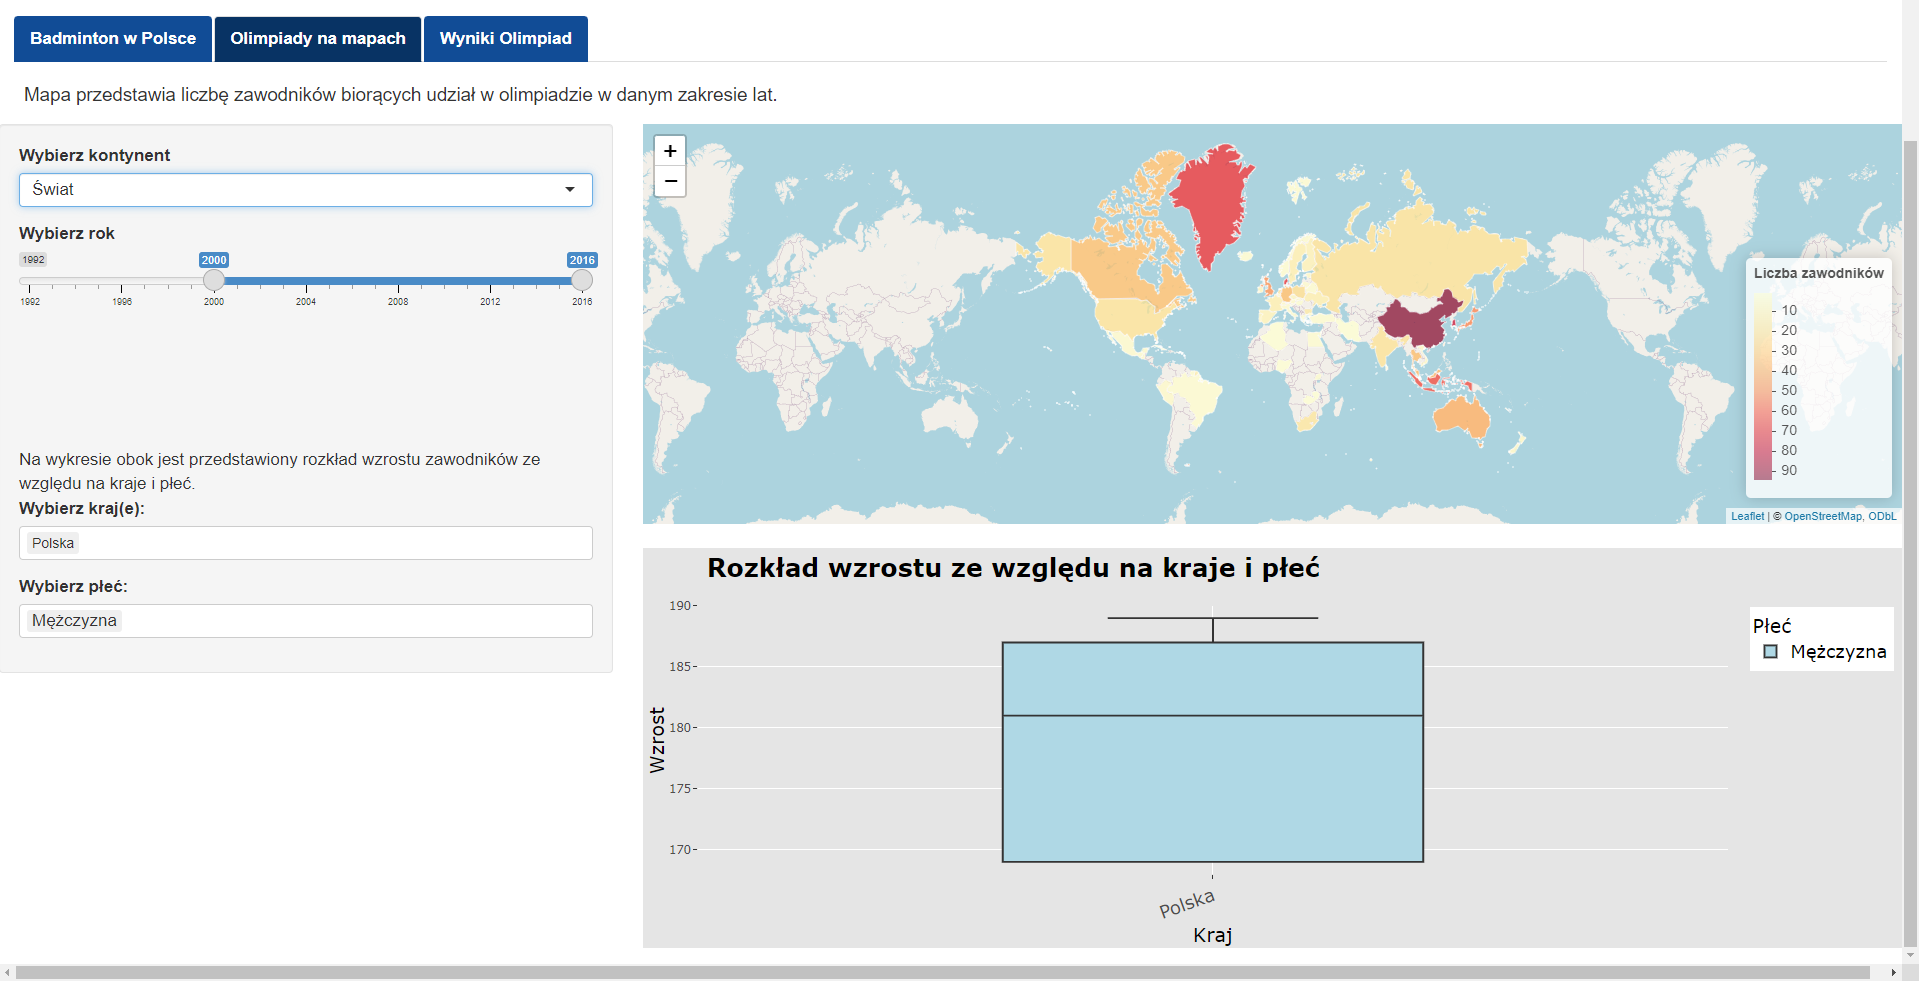 Badminton w Polsce
Olimpiady na mapach
Wyniki Olimpiad
Mapa przedstawia liczbę zawodników biorących udział w olimpiadzie w danym zakresie lat.
Wybierz kontynent
Świat
Wybierz rok
1992
2000
2016
1992 1996 2000 2004 2008 2012 2016
Na wykresie obok jest przedstawiony rozkład wzrostu zawodników ze
względu na kraje i płeć.
Wybierz kraj(e):
Polska
Wybierz płeć:
Mężczyzna
+
−
Liczba zawodników
10
20
30
40
50
60
70
80
90
Leaflet | © OpenStreetMap, ODbL
Rozkład wzrostu ze względu na kraje i płeć
190
185
180
175
170
Wzrost
Polska
Kraj
Płeć
Mężczyzna